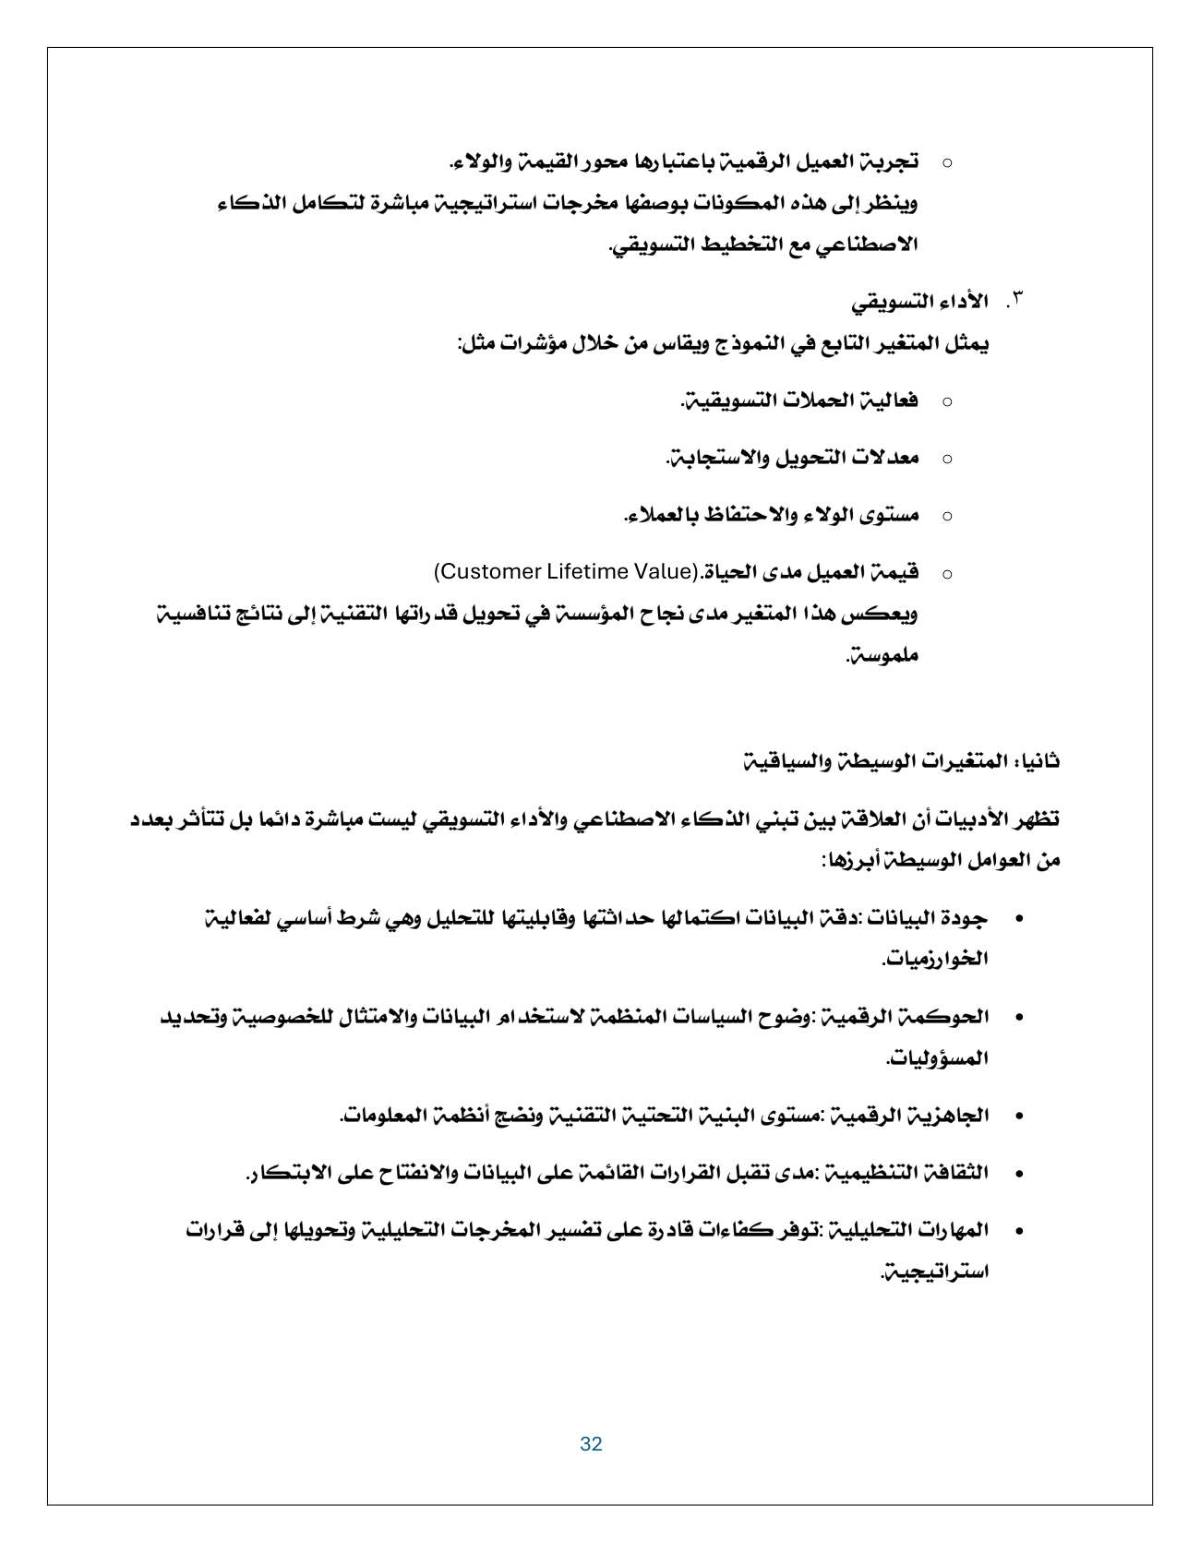 ○ تجربة العميل الرقمية باعتبارها محور القيمة والولاء.
وينظر إلى هذه المكونات بوصفها مخرجات استراتيجية مباشرة لتكامل الذكاء
الاصطناعي مع التخطيط التسويقي.
٣. الأداء التسويقي
يمثل المتغير التابع في النموذج ويقاس من خلال مؤشرات مثل:
○ فعالية الحملات التسويقية.
○ معدلات التحويل والاستجابة.
○ مستوى الولاء والاحتفاظ بالعملاء.
○ قيمة العميل مدى الحياة.(Customer Lifetime Value)
ويعكس هذا المتغير مدى نجاح المؤسسة في تحويل قدراتها التقنية إلى نتائج تنافسية
ملموسة.
ثانيا: المتغيرات الوسيطة والسياقية
تظهر الأدبيات أن العلاقة بين تبني الذكاء الاصطناعي والأداء التسويقي ليست مباشرة دائما بل تتأثر بعدد
من العوامل الوسيطة أبرزها:
• جودة البيانات :دقة البيانات اكتمالها حداثتها وقابليتها للتحليل وهي شرط أساسي لفعالية
الخوارزميات.
• الحوكمة الرقمية :وضوح السياسات المنظمة لاستخدام البيانات والامتثال للخصوصية وتحديد
المسؤوليات.
• الجاهزية الرقمية :مستوى البنية التحتية التقنية ونضج أنظمة المعلومات.
• الثقافة التنظيمية :مدى تقبل القرارات القائمة على البيانات والانفتاح على الابتكار.
• المهارات التحليلية :توفر كفاءات قادرة على تفسير المخرجات التحليلية وتحويلها إلى قرارات
استراتيجية.
32